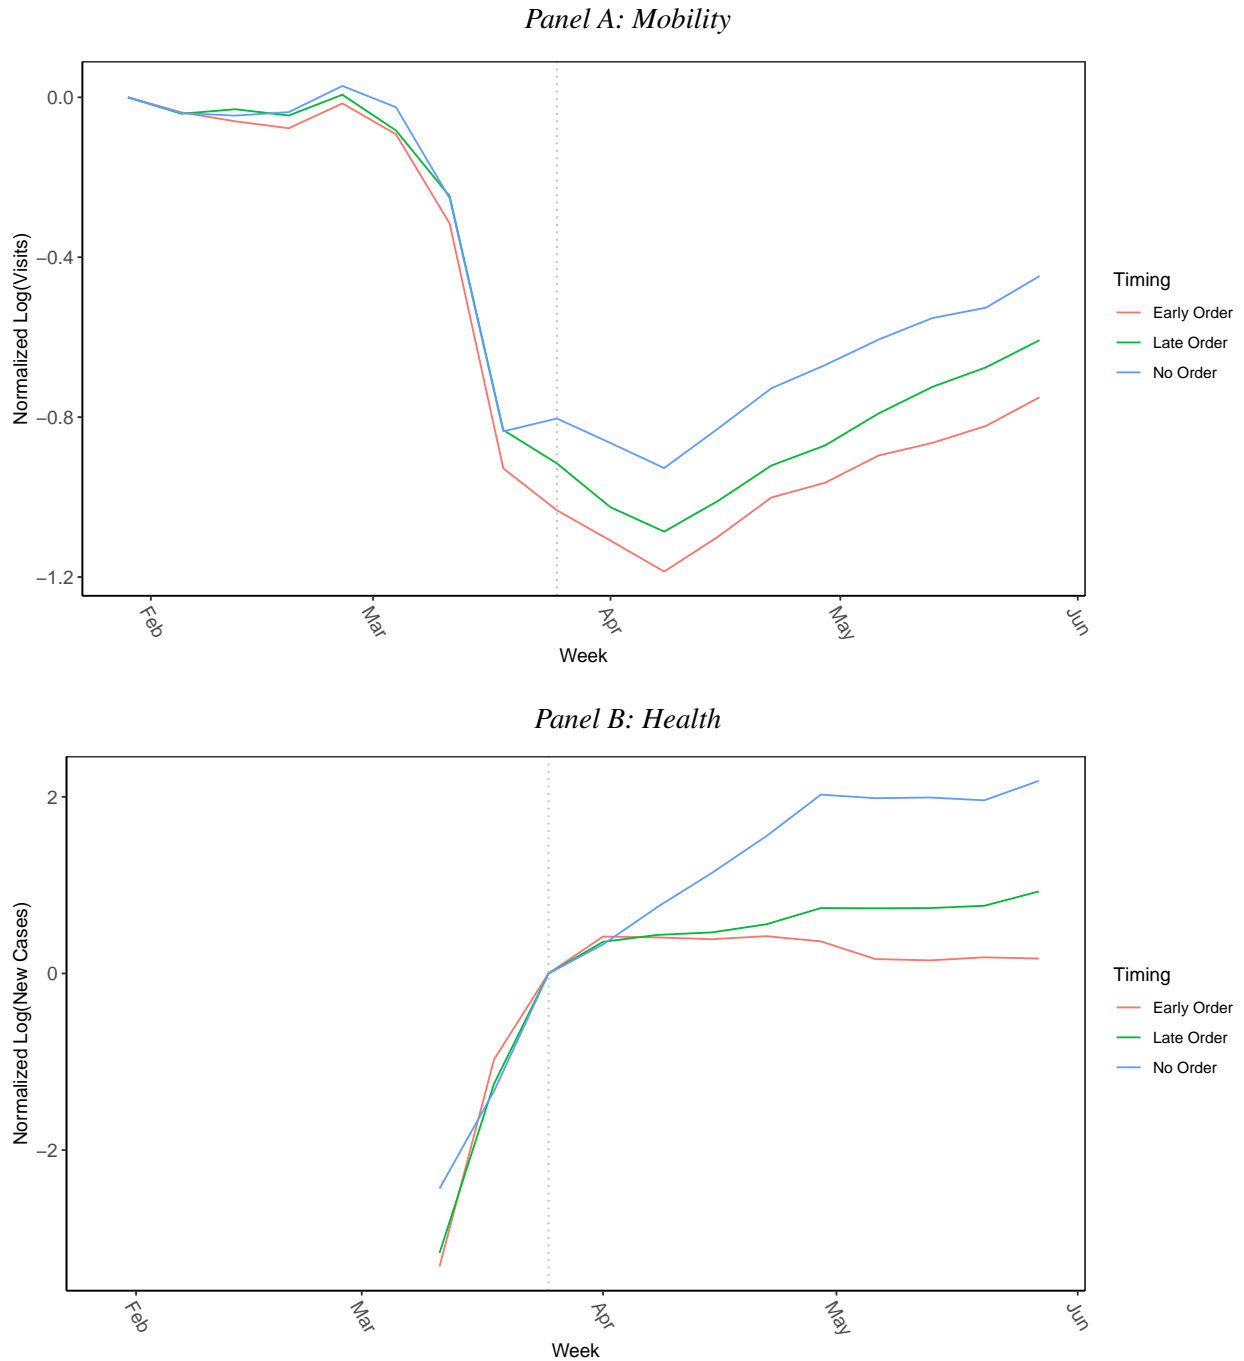 Panel A: Mobility
0.0
−0.4
−0.8
−1.2
Normalized Log(Visits)
Feb
Mar
Apr
May
Jun
Week
Timing
Early Order
Late Order
No Order
Panel B: Health
2
0
−2
Normalized Log(New Cases)
Feb
Mar
Apr
May
Jun
Week
Timing
Early Order
Late Order
No Order